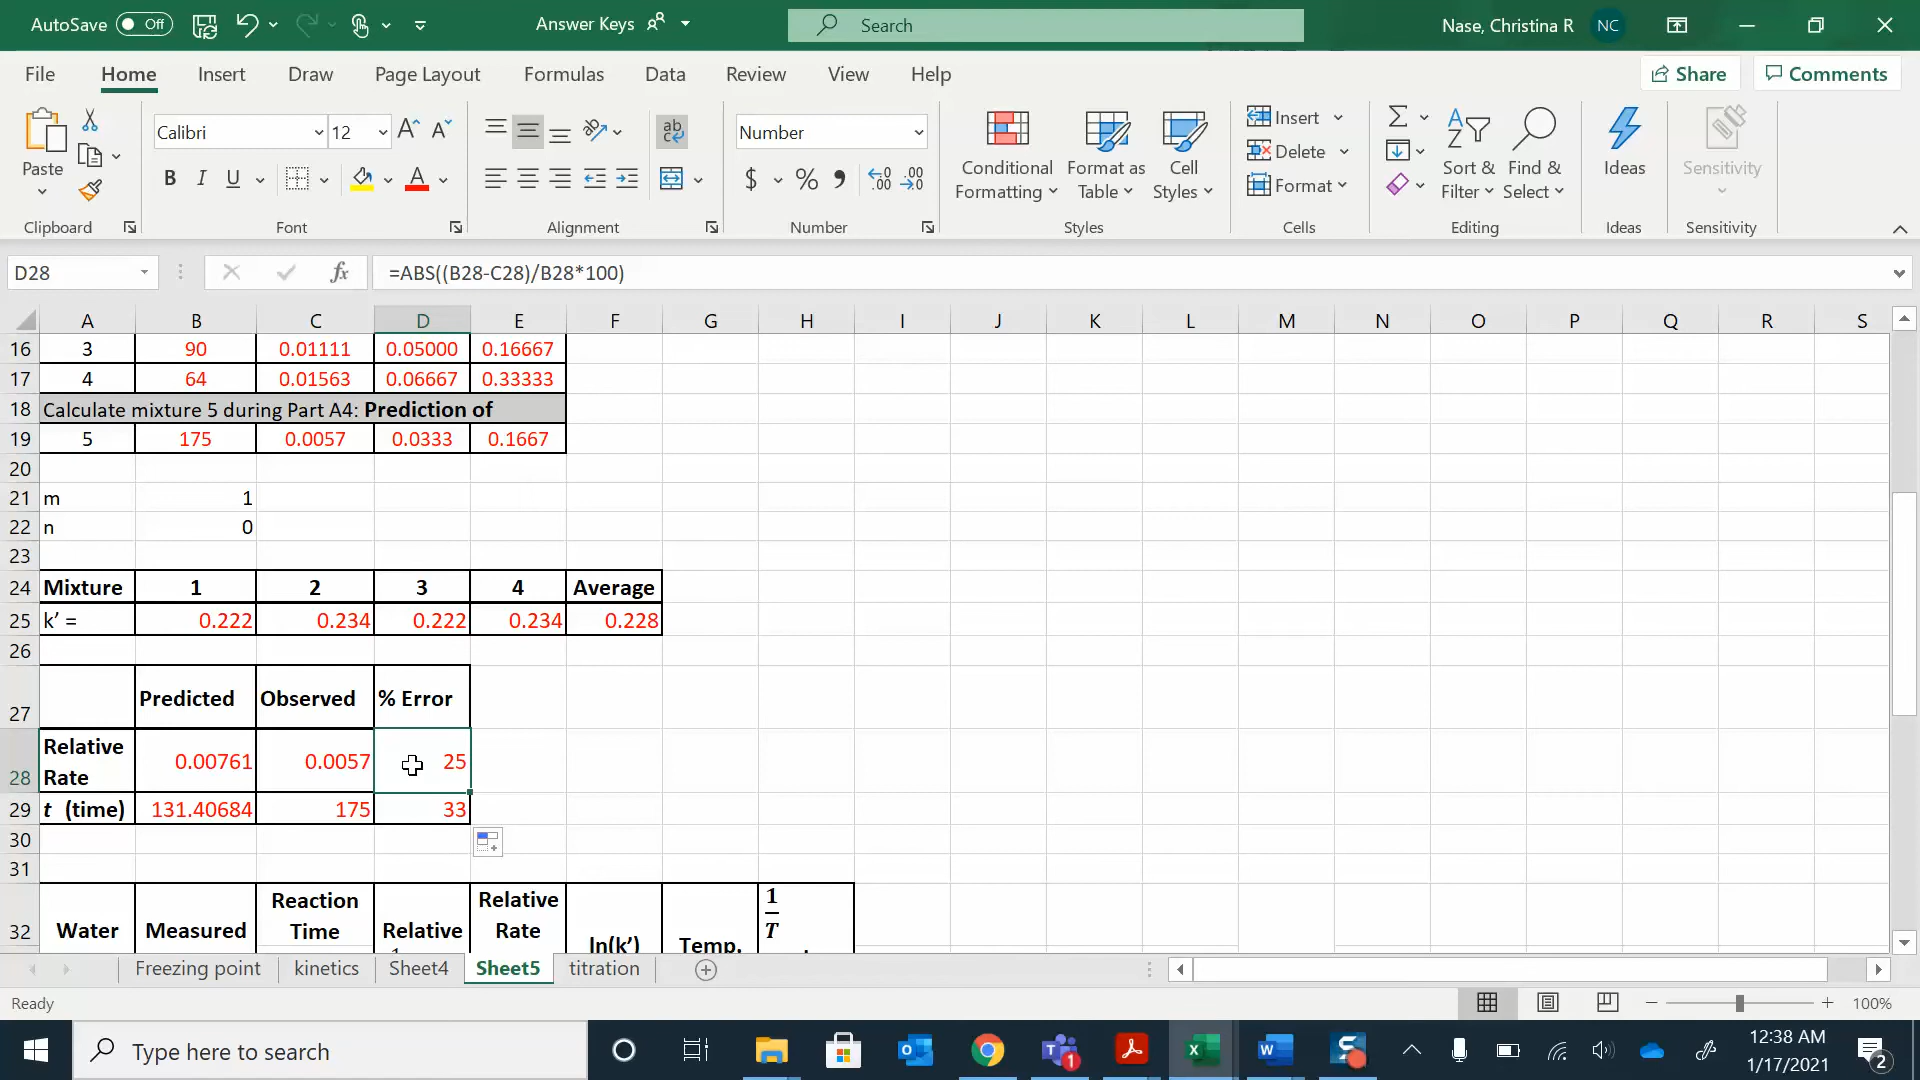 AutoSave Off Answer Keys Search Nase, Christina R NC
File Home Insert Draw Page Layout Formulas Data Review View Help Share Comments
Calibri 12 ab Number Insert
Paste Conditional Format as Cell Delete Sort & Find & Ideas Sensitivity
B I U A $ % Formatting Table Styles Format Filter Select
Clipboard Font Alignment Number Styles Cells Editing Ideas Sensitivity
D28 fx =ABS((B28-C28)/B28*100)
A B C D E F G H I J K L M N O P Q R S
16 3 90 0.01111 0.05000 0.16667
17 4 64 0.01563 0.06667 0.33333
18 Calculate mixture 5 during Part A4: Prediction of
19 5 175 0.0057 0.0333 0.1667
20
21 m 1
22 n 0
23
24 Mixture 1 2 3 4 Average
25 k’ = 0.222 0.234 0.222 0.234 0.228
26
27 Predicted Observed % Error
28 Relative Rate 0.00761 0.0057 25
29 t (time) 131.40684 175 33
30
31
32 Water Measured Reaction Time Relative Relative Rate ln(k’) Temp. 1/T
Freezing point kinetics Sheet4 Sheet5 titration
Ready 100%
Type here to search 12:38 AM
1/17/2021 2